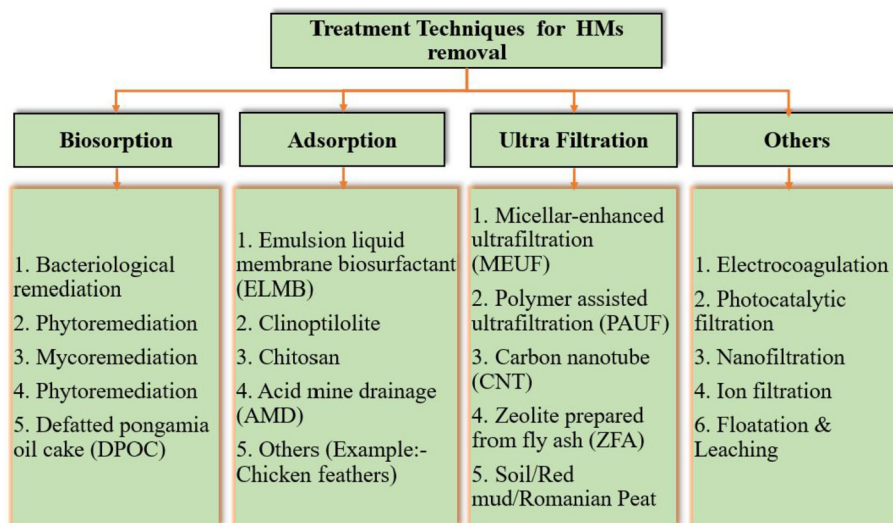 Treatment Techniques for HMs
removal
Biosorption
Adsorption
Ultra Filtration
Others
1. Bacteriological
remediation
2. Phytoremediation
3. Mycoremediation
4. Phytoremediation
5. Defatted pongamia
oil cake (DPOC)
1. Emulsion liquid
membrane biosurfactant
(ELMB)
2. Clinoptilolite
3. Chitosan
4. Acid mine drainage
(AMD)
5. Others (Example:-
Chicken feathers)
1. Micellar-enhanced
ultrafiltration
(MEUF)
2. Polymer assisted
ultrafiltration (PAUF)
3. Carbon nanotube
(CNT)
4. Zeolite prepared
from fly ash (ZFA)
5. Soil/Red
mud/Romanian Peat
1. Electrocoagulation
2. Photocatalytic
filtration
3. Nanofiltration
4. Ion filtration
6. Floatation &
Leaching